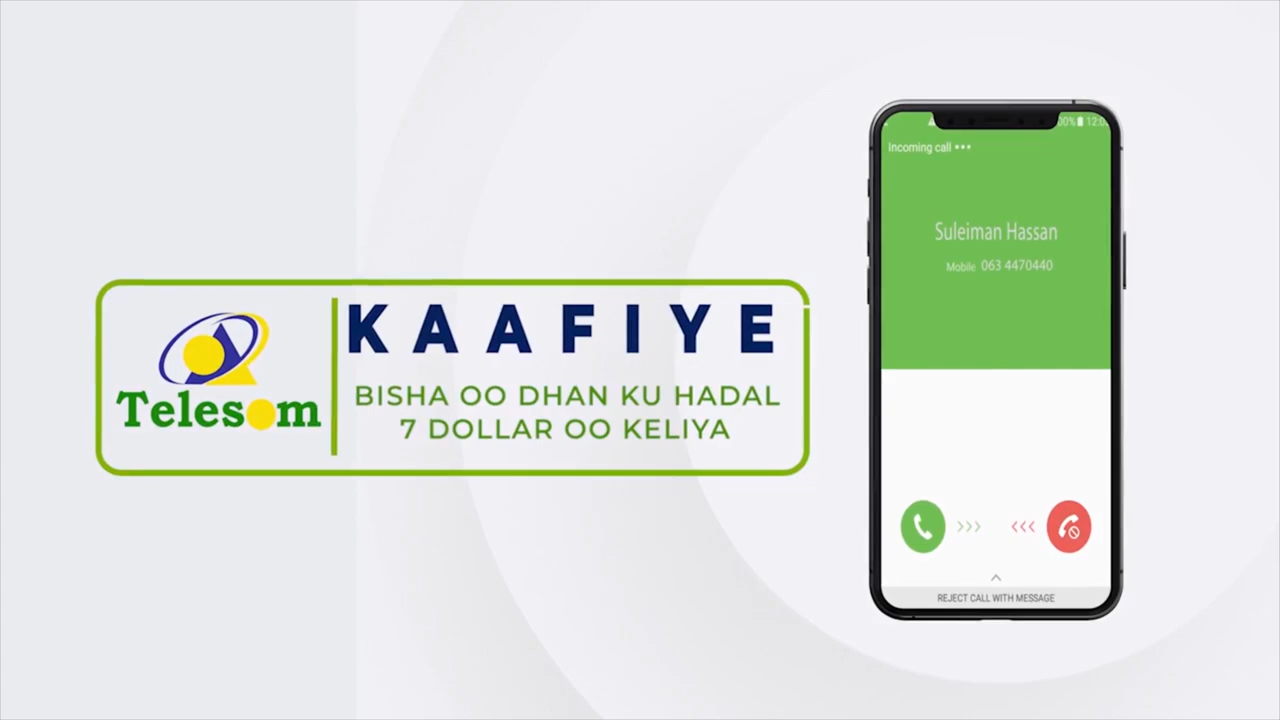 Telesom
KAAFIYE
BISHA OO DHAN KU HADAL
7 DOLLAR OO KELIYA
Incoming call •••
Suleiman Hassan
Mobile 063 4470440
REJECT CALL WITH MESSAGE